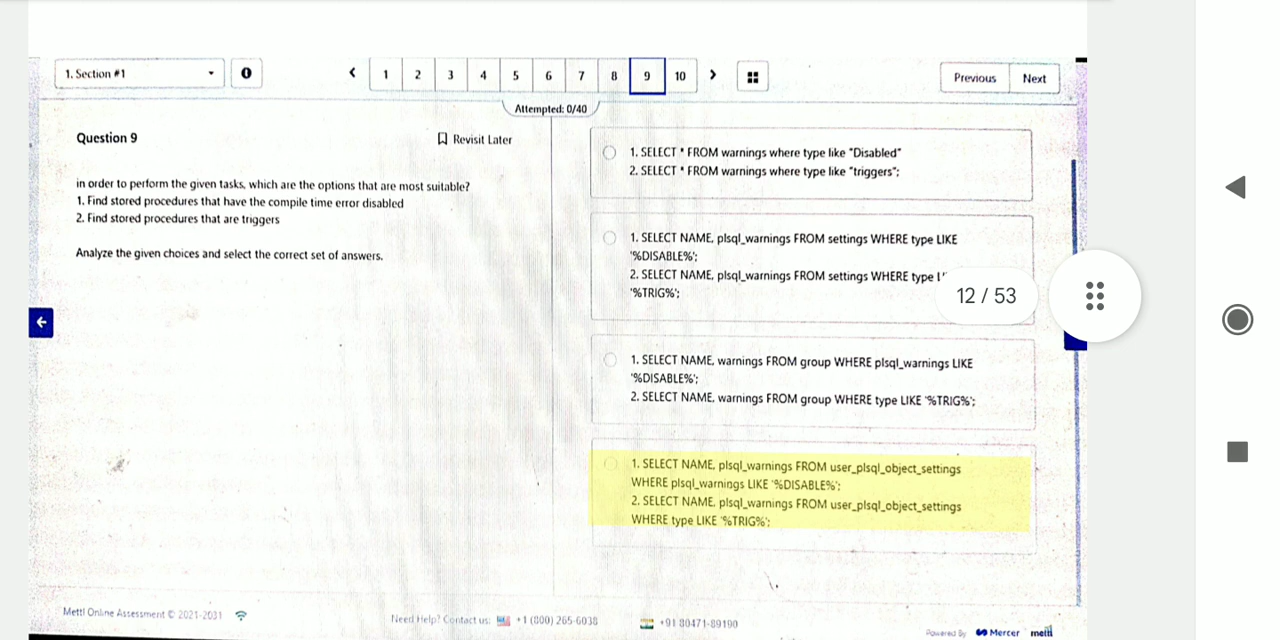 1. Section #1
1 2 3 4 5 6 7 8 9 10
Previous Next
Attempted: 0/40
Question 9
Revisit Later
in order to perform the given tasks, which are the options that are most suitable?
1. Find stored procedures that have the compile time error disabled
2. Find stored procedures that are triggers
Analyze the given choices and select the correct set of answers.
1. SELECT * FROM warnings where type like "Disabled"
2. SELECT * FROM warnings where type like "triggers";
1. SELECT NAME, plsql_warnings FROM settings WHERE type LIKE
'%DISABLE%';
2. SELECT NAME, plsql_warnings FROM settings WHERE type
'%TRIG%';
12 / 53
1. SELECT NAME, warnings FROM group WHERE plsql_warnings LIKE
'%DISABLE%';
2. SELECT NAME, warnings FROM group WHERE type LIKE '%TRIG%';
1. SELECT NAME, plsql_warnings FROM user_plsql_object_settings
WHERE plsql_warnings LIKE '%DISABLE%';
2. SELECT NAME, plsql_warnings FROM user_plsql_object_settings
WHERE type LIKE '%TRIG%';
Mettl Online Assessment © 2021-2031
Need Help? Contact us: +1 (800) 265-6038
+91 80471-89190
Powered By Mercer mettl